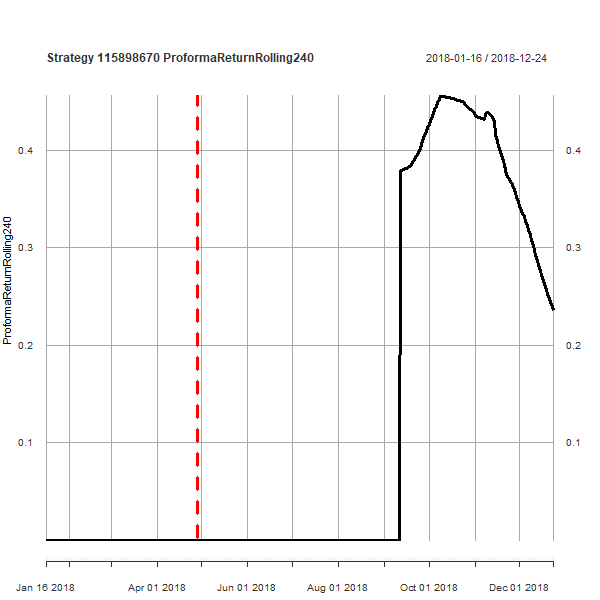 Strategy 115898670 ProformaReturnRolling240
2018-01-16 / 2018-12-24
ProformaReturnRolling240
0.4
0.3
0.2
0.1
0.4
0.3
0.2
0.1
Jan 16 2018
Apr 01 2018
Jun 01 2018
Aug 01 2018
Oct 01 2018
Dec 01 2018